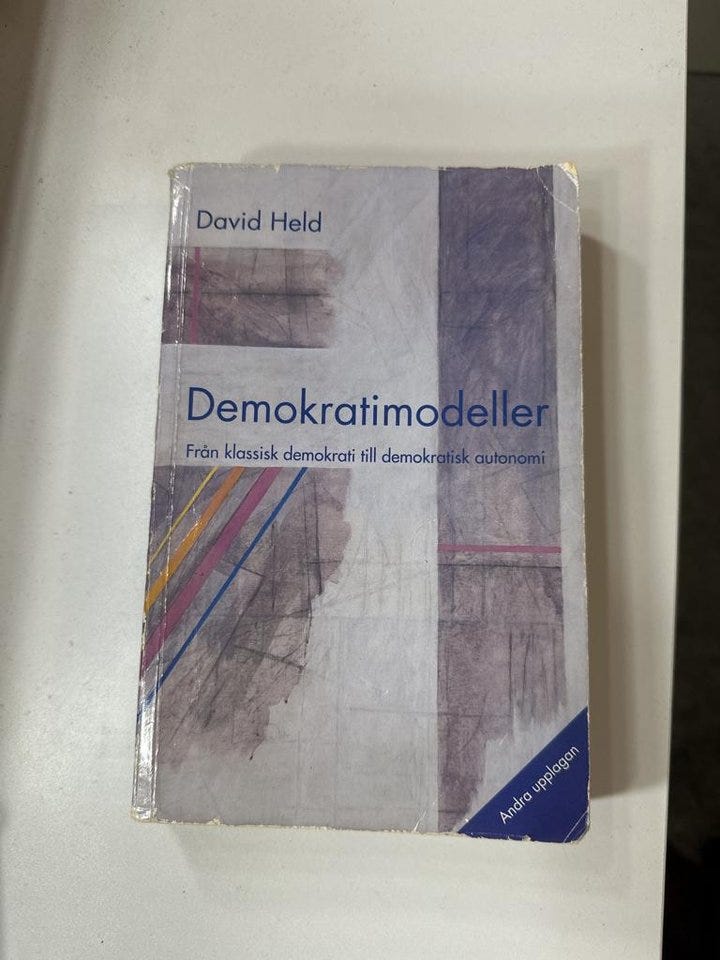 David Held
Demokratimodeller
Från klassisk demokrati till demokratisk autonomi
Andra upplagan